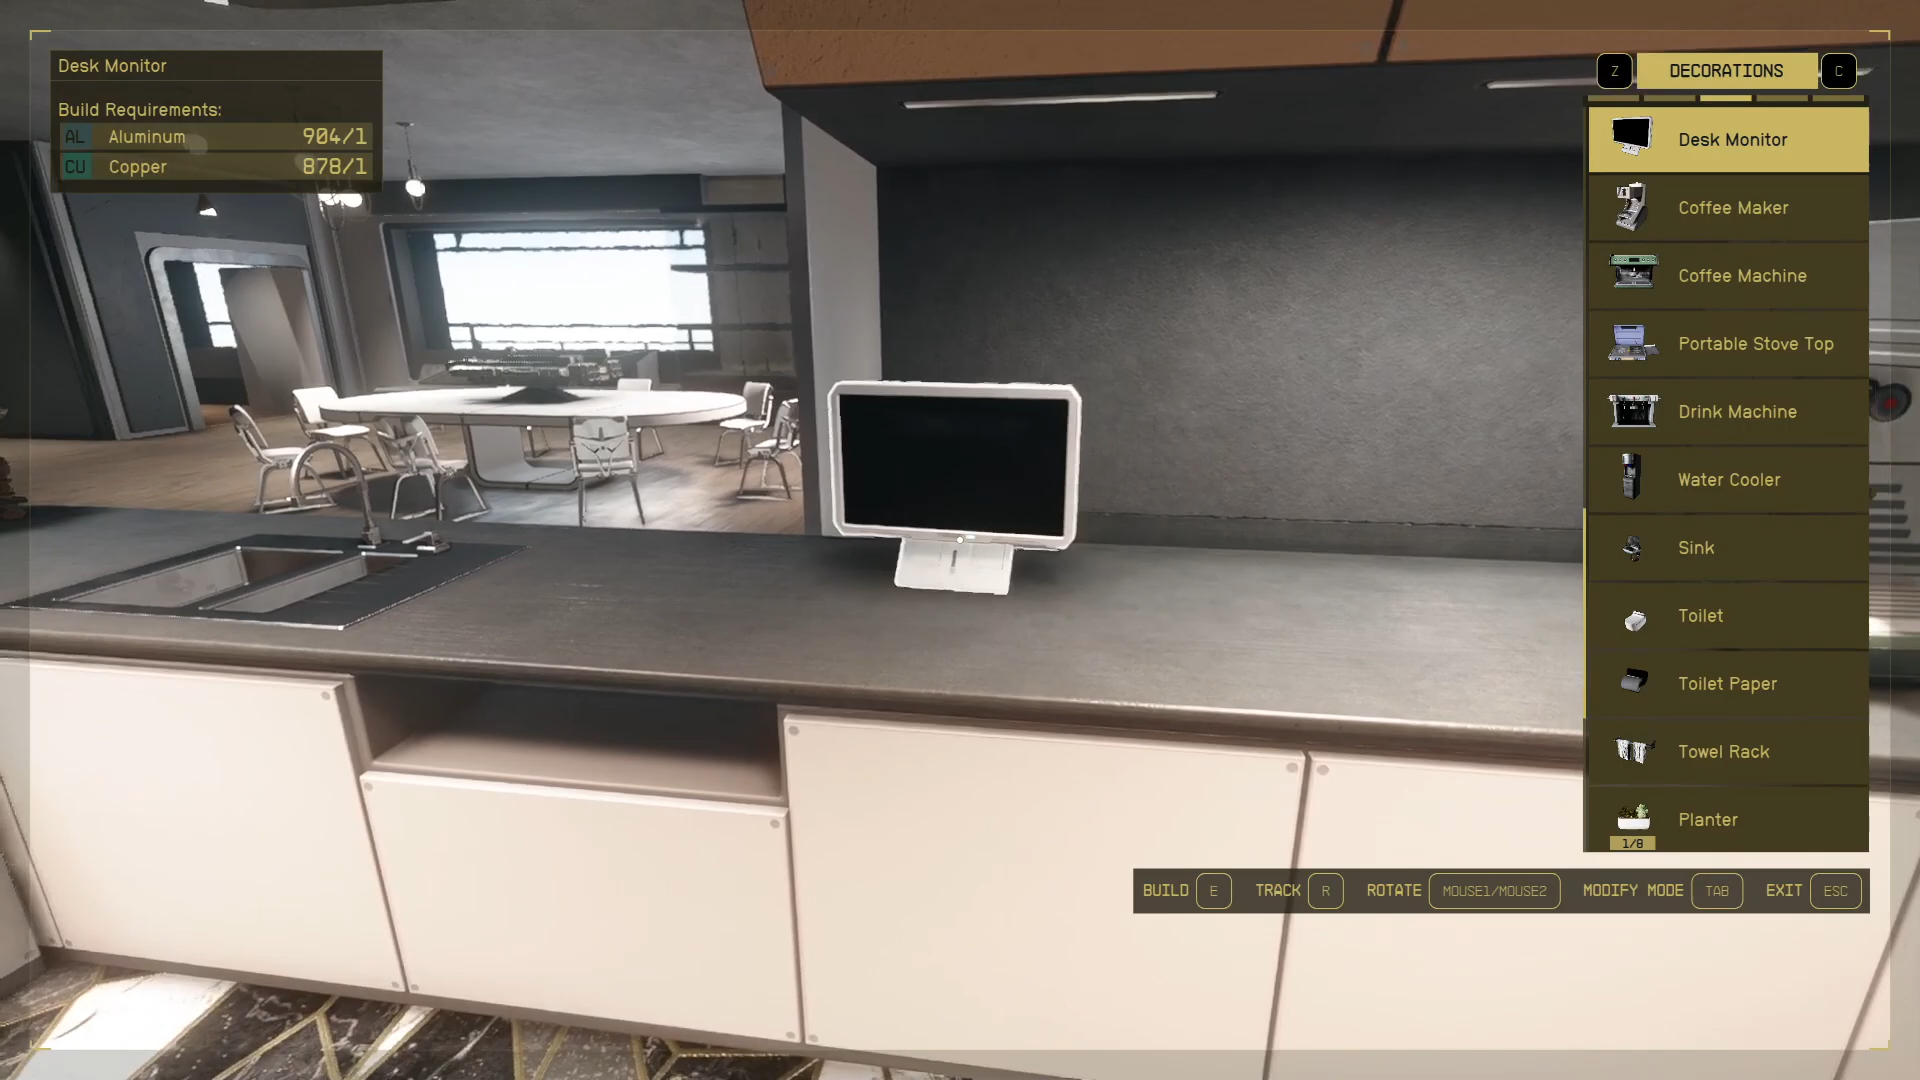 Desk Monitor
Build Requirements:
AL Aluminum 904/1
CU Copper 878/1
Z DECORATIONS C
Desk Monitor
Coffee Maker
Coffee Machine
Portable Stove Top
Drink Machine
Water Cooler
Sink
Toilet
Toilet Paper
Towel Rack
Planter
1/8
BUILD E TRACK R ROTATE MOUSE1/MOUSE2 MODIFY MODE TAB EXIT ESC